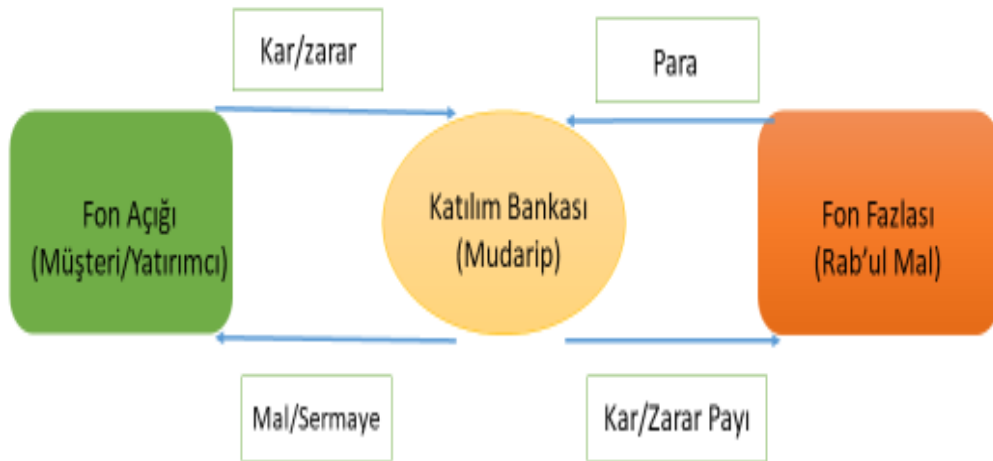 Kar/zarar
Para
Fon Açığı
(Müşteri/Yatırımcı)
Katılım Bankası
(Mudarip)
Fon Fazlası
(Rab'ul Mal)
Mal/Sermaye
Kar/Zarar Payı